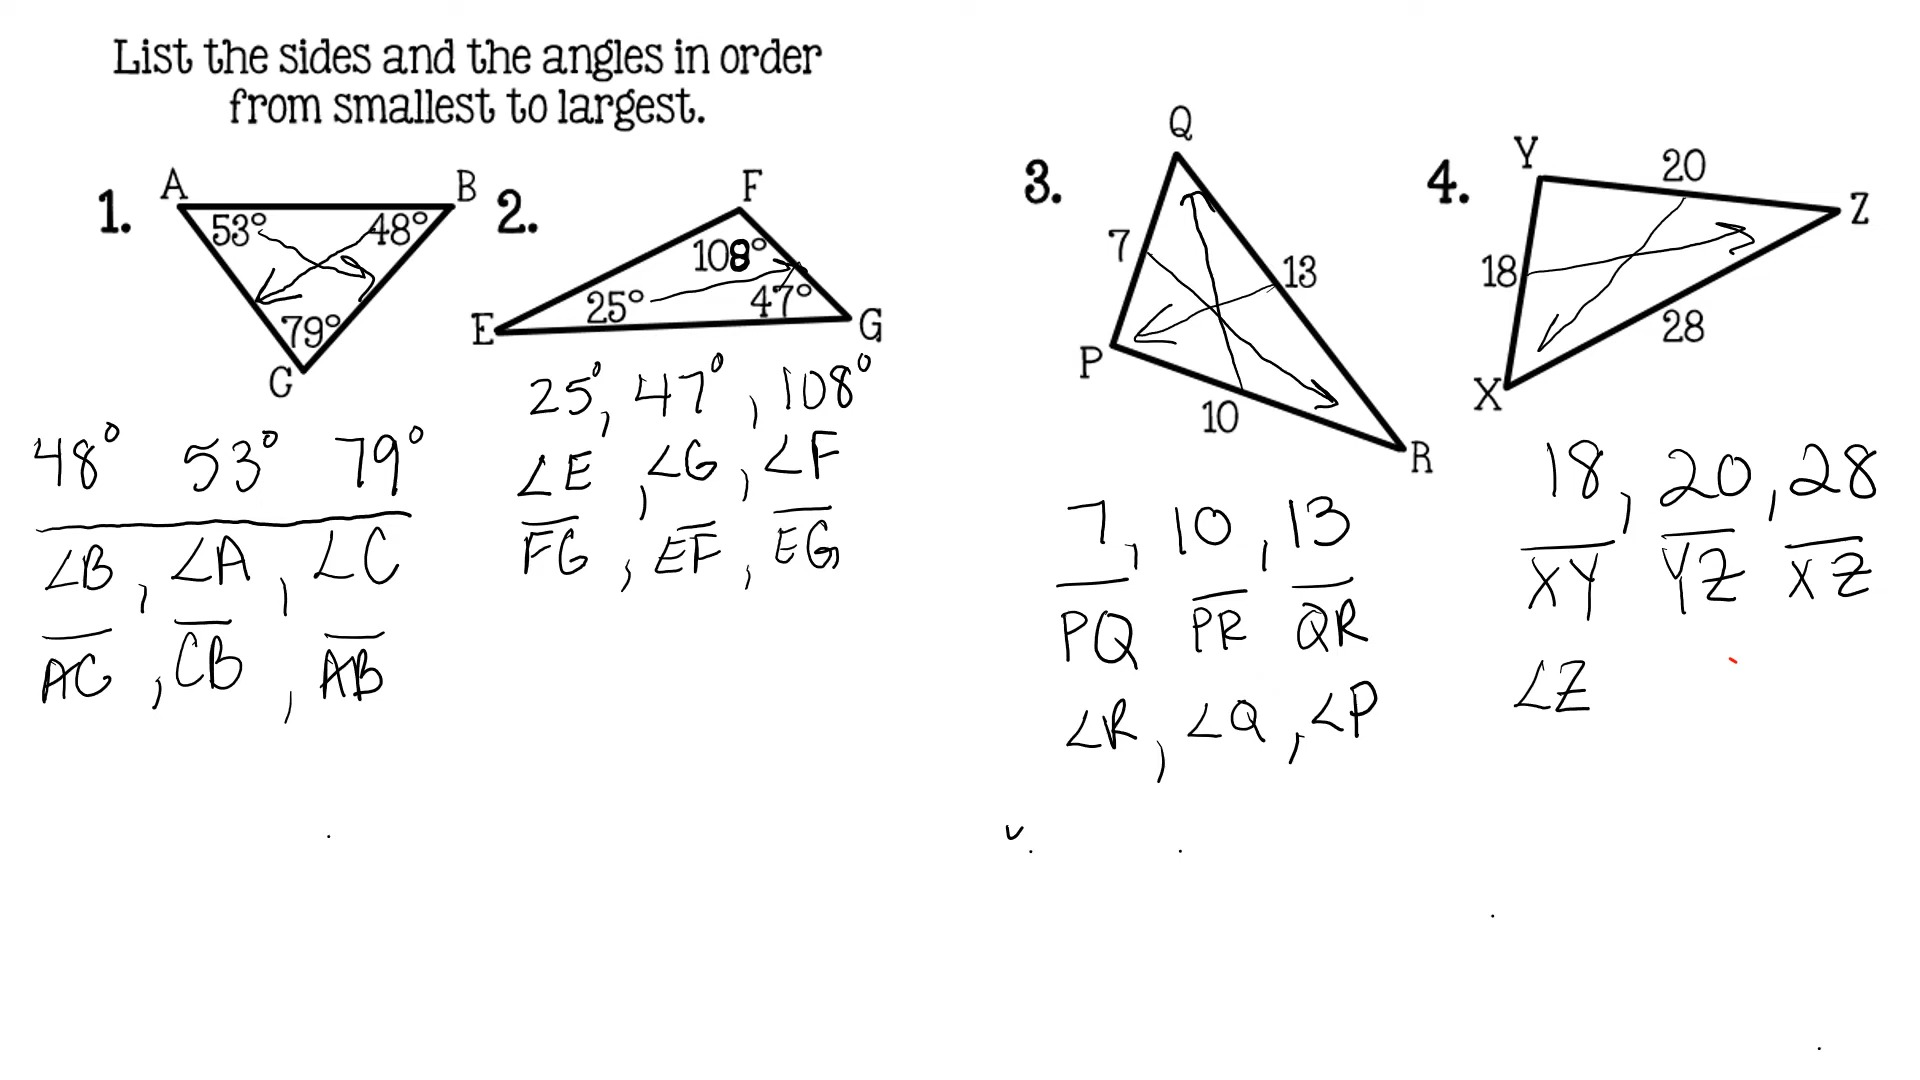 List the sides and the angles in order
from smallest to largest.
1.
A
B
53°
48°
79°
C
48° 53° 79°
∠B, ∠A, ∠C
AC, CB, AB
2.
F
108°
25°
47°
E
G
25°, 47°, 108°
∠E, ∠G, ∠F
FG, EF, EG
3.
Q
7
13
P
10
R
7, 10, 13
PQ PR QR
∠R, ∠Q, ∠P
4.
Y
20
Z
18
28
X
18, 20, 28
XY YZ XZ
∠Z